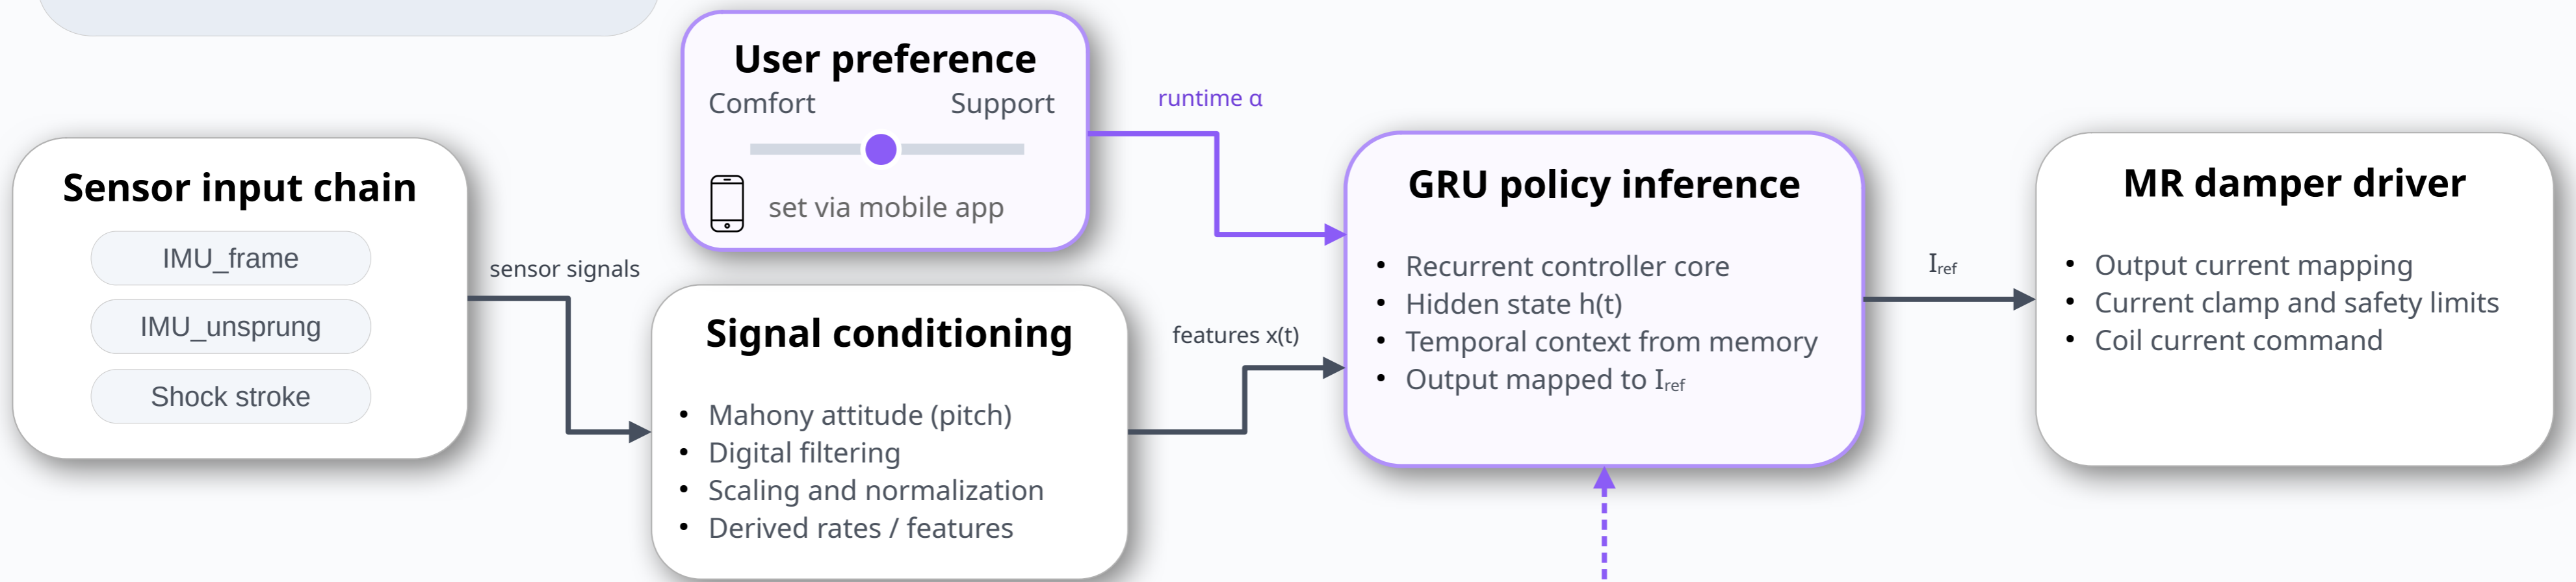 Sensor input chain
IMU_frame
IMU_unsprung
Shock stroke
sensor signals
User preference
Comfort Support
set via mobile app
runtime α
Signal conditioning
• Mahony attitude (pitch)
• Digital filtering
• Scaling and normalization
• Derived rates / features
features x(t)
GRU policy inference
• Recurrent controller core
• Hidden state h(t)
• Temporal context from memory
• Output mapped to Iref
Iref
MR damper driver
• Output current mapping
• Current clamp and safety limits
• Coil current command